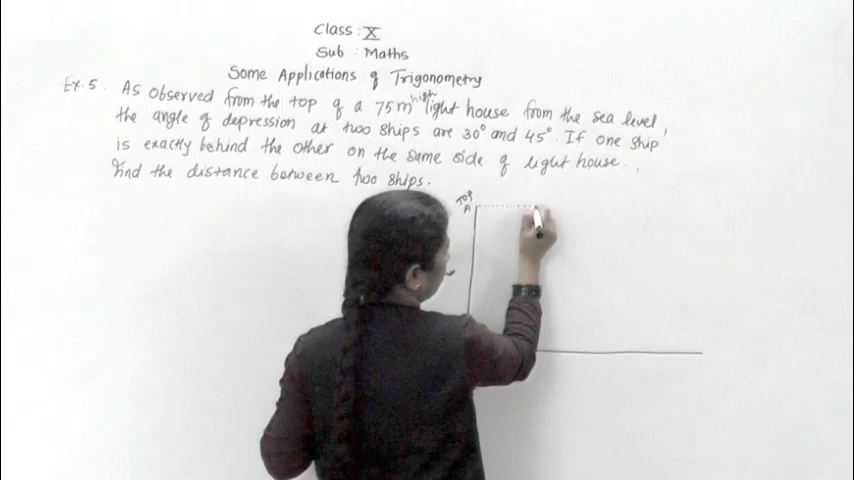 Class : X
Sub : Maths
Some Applications of Trigonometry
Ex.5. As observed from the top of a 75m high light house from the sea level,
the angle of depression at two ships are 30° and 45°. If one ship
is exactly behind the other on the same side of light house.
find the distance between two ships.
Top
A